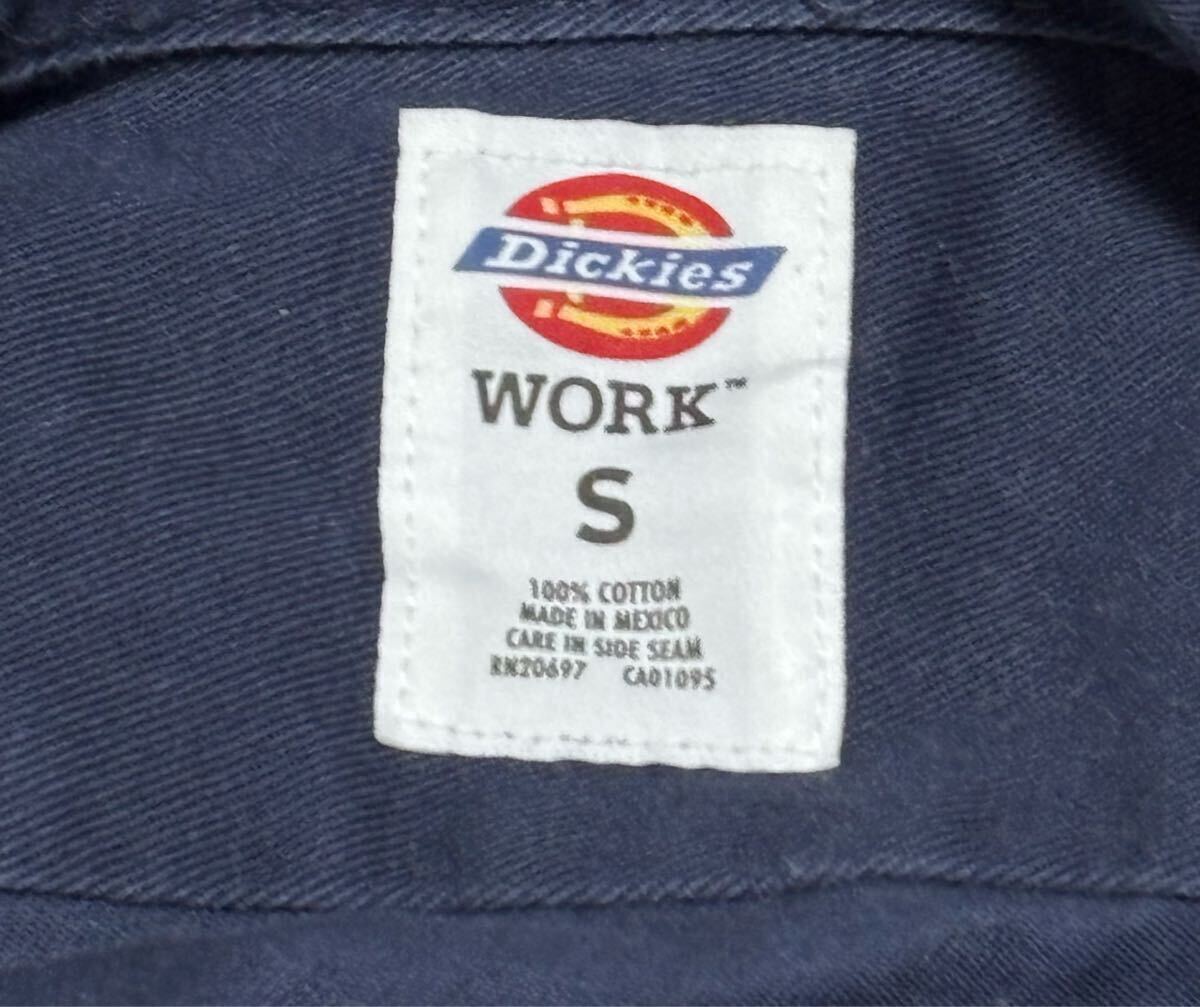 Dickies
WORK™
S
100% COTTON
MADE IN MEXICO
CARE IN SIDE SEAM
RN20697 CA01095